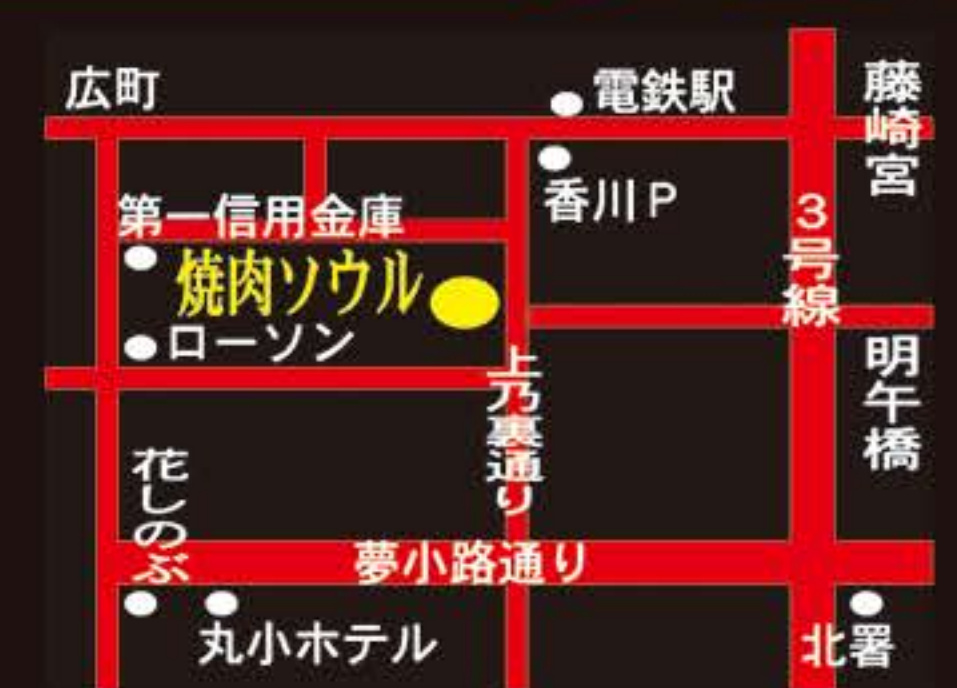 広町
電鉄駅
藤崎宮
香川P
第一信用金庫
3号線
焼肉ソウル
ローソン
上乃裏通り
明午橋
花しのぶ
夢小路通り
丸小ホテル
北署